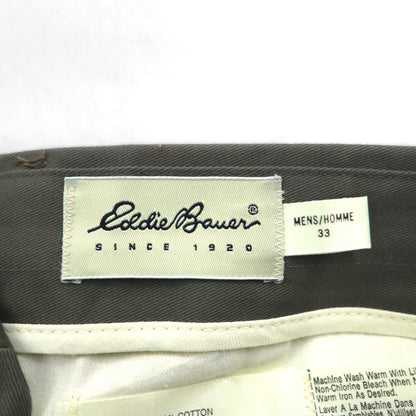 Eddie Bauer®
SINCE 1920
MENS/HOMME
33
COTTON
Machine Wash Warm With
Non-Chlorine Bleach When
Warm Iron As Desired.
Laver A La Machine Dans